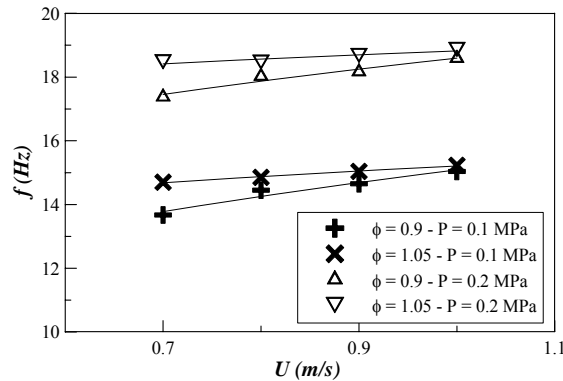 20
18
16
14
12
10
f (Hz)
0.7
0.9
1.1
U (m/s)
ϕ = 0.9 - P = 0.1 MPa
ϕ = 1.05 - P = 0.1 MPa
ϕ = 0.9 - P = 0.2 MPa
ϕ = 1.05 - P = 0.2 MPa